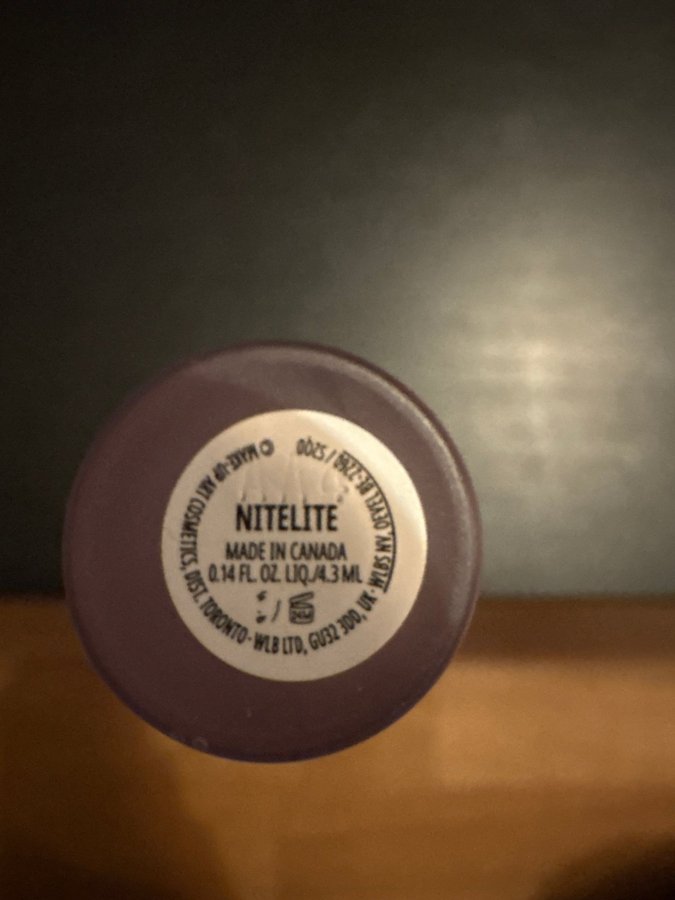 NITELITE
MADE IN CANADA
0.14 FL. OZ. LIQ./4.3 ML
© MAKE-UP ART COSMETICS, DIST. TORONTO - WLB LTD, GU32 3DD, UK - WLBS NV, OEVEL BE-2260 / 5200